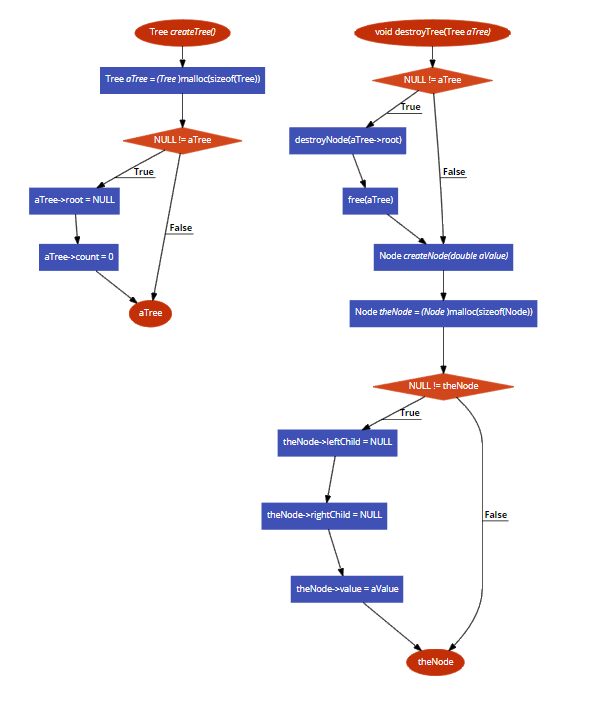 Tree createTree()
Tree aTree = (Tree )malloc(sizeof(Tree))
NULL != aTree
True
aTree->root = NULL
False
aTree->count = 0
aTree
void destroyTree(Tree aTree)
NULL != aTree
True
destroyNode(aTree->root)
False
free(aTree)
Node createNode(double aValue)
Node theNode = (Node )malloc(sizeof(Node))
NULL != theNode
True
theNode->leftChild = NULL
theNode->rightChild = NULL
False
theNode->value = aValue
theNode